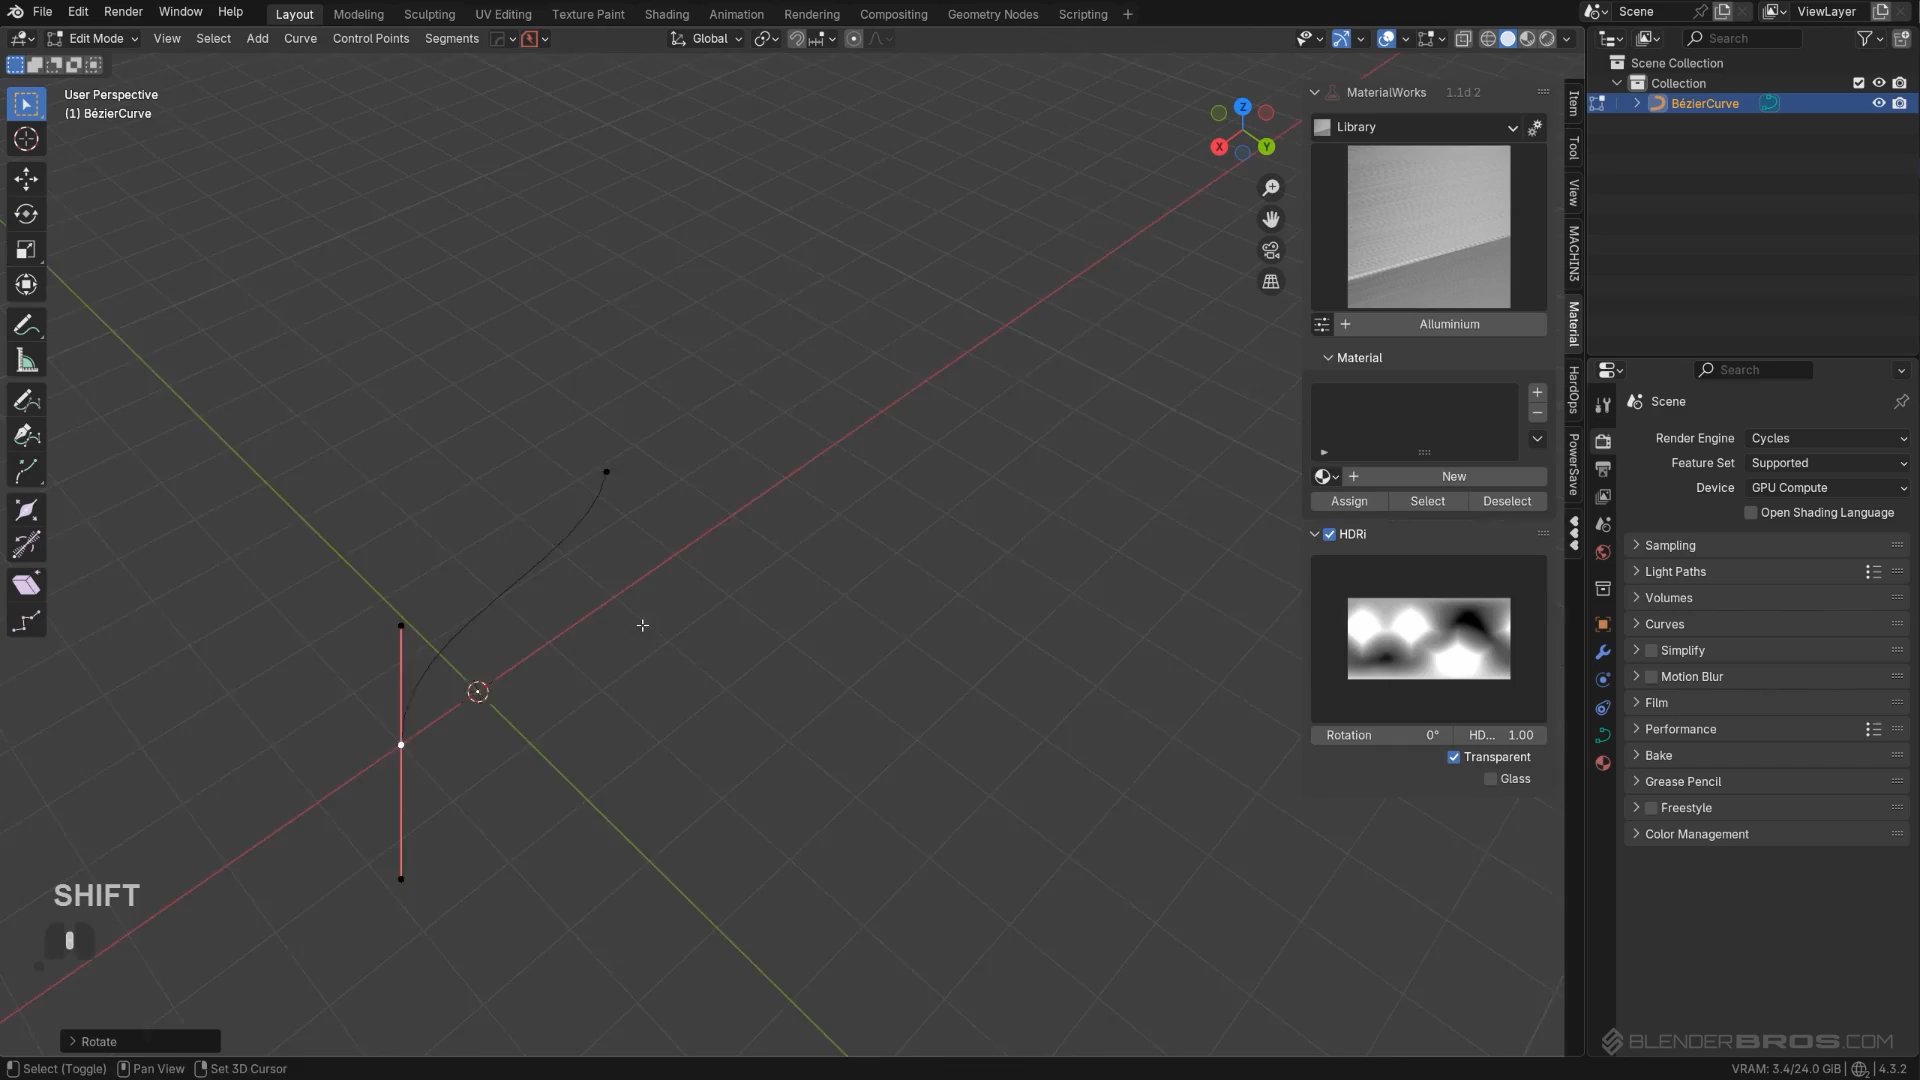 File Edit Render Window Help Layout Modeling Sculpting UV Editing Texture Paint Shading Animation Rendering Compositing Geometry Nodes Scripting + Scene ViewLayer
Edit Mode View Select Add Curve Control Points Segments Global Search
User Perspective
(1) BézierCurve
Z
X
Y
MaterialWorks 1.1d 2
Library
+ Alluminium
Material
+ New
Assign Select Deselect
HDRi
Rotation 0° HD... 1.00
Transparent
Glass
Item
Tool
View
MACHIN3
Material
HardOps
PowerSave
Scene Collection
Collection
BézierCurve
Search
Scene
Render Engine Cycles
Feature Set Supported
Device GPU Compute
Open Shading Language
Sampling
Light Paths
Volumes
Curves
Simplify
Motion Blur
Film
Performance
Bake
Grease Pencil
Freestyle
Color Management
SHIFT
Rotate
BLENDERBROS.COM
Select (Toggle) Pan View Set 3D Cursor VRAM: 3.4/24.0 GiB 4.3.2